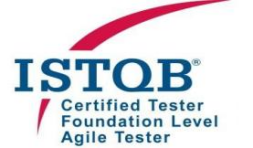 ISTQB®
Certified Tester
Foundation Level
Agile Tester